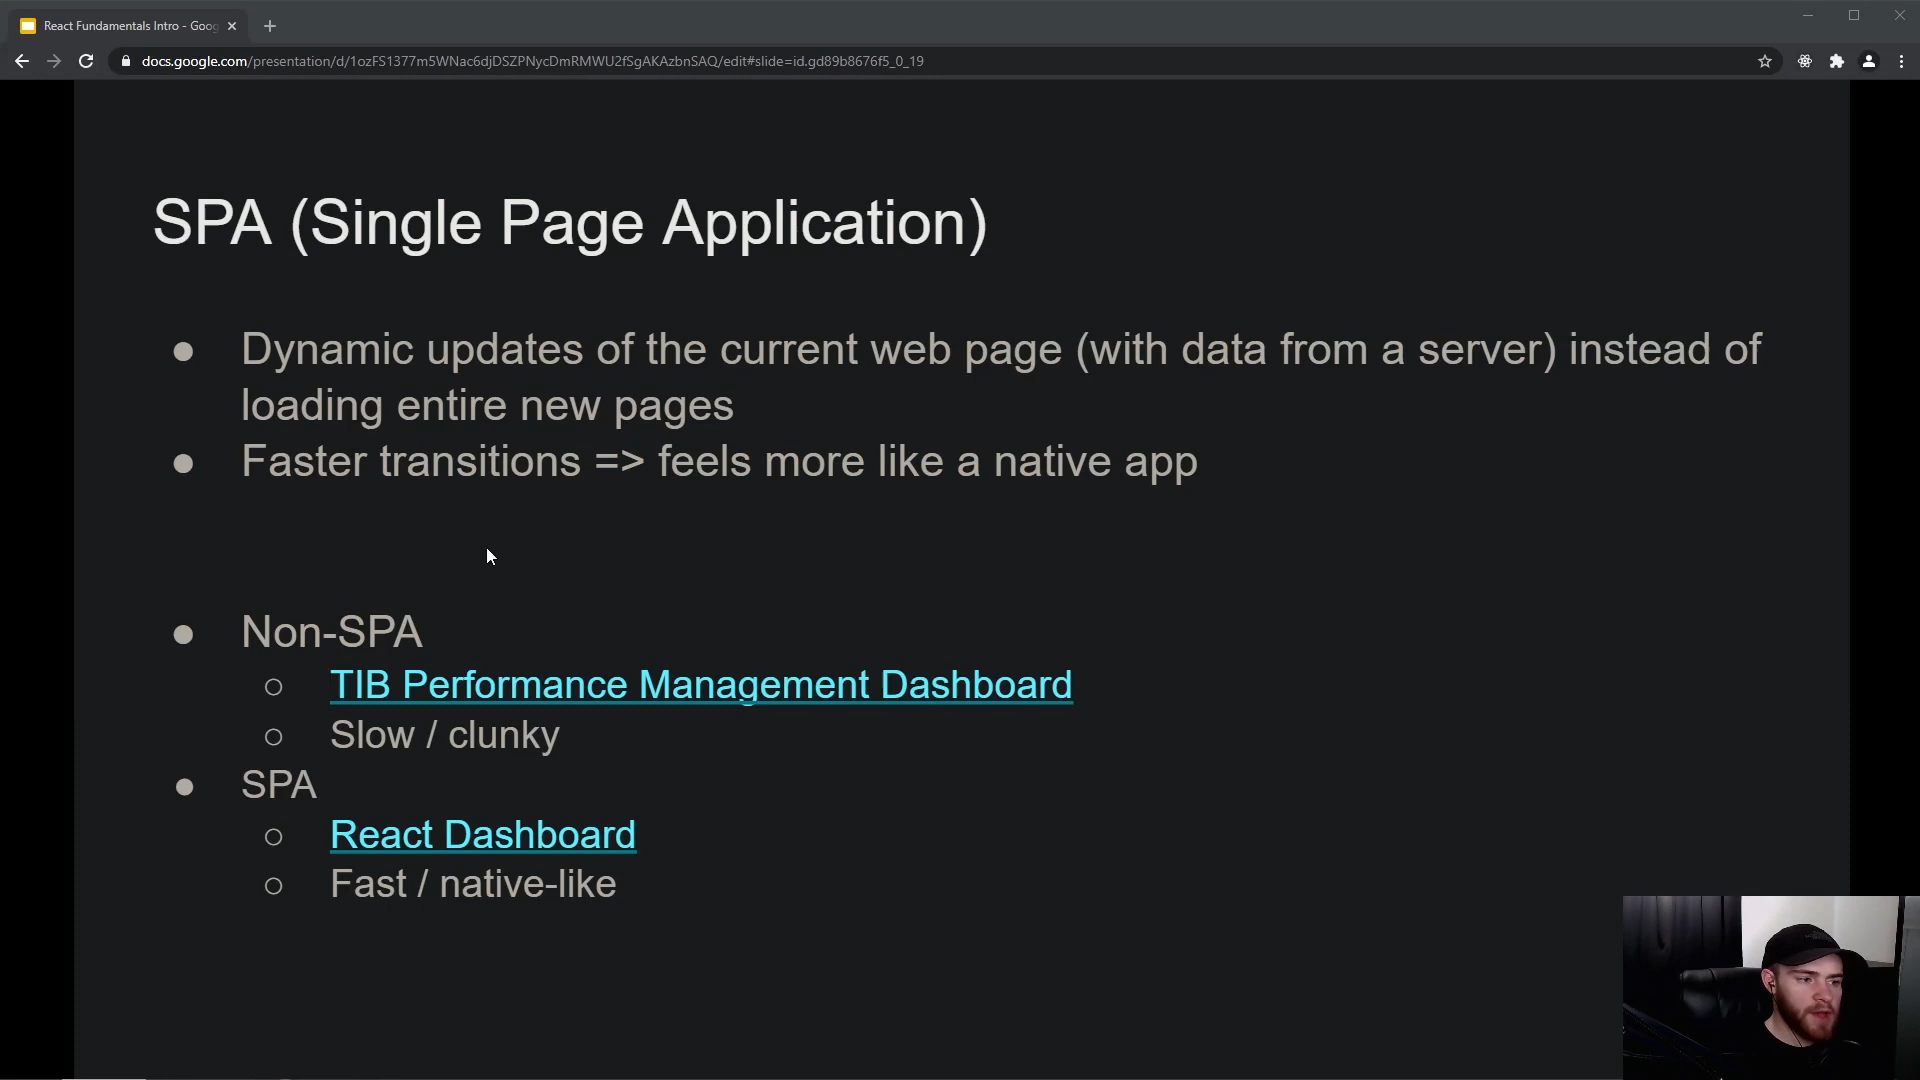 React Fundamentals Intro - Goog
docs.google.com/presentation/d/1ozFS1377m5WNac6djDSZPNycDmRMWU2fSgAKAzbnSAQ/edit#slide=id.gd89b8676f5_0_19
SPA (Single Page Application)
● Dynamic updates of the current web page (with data from a server) instead of
loading entire new pages
● Faster transitions => feels more like a native app
● Non-SPA
○ TIB Performance Management Dashboard
○ Slow / clunky
● SPA
○ React Dashboard
○ Fast / native-like